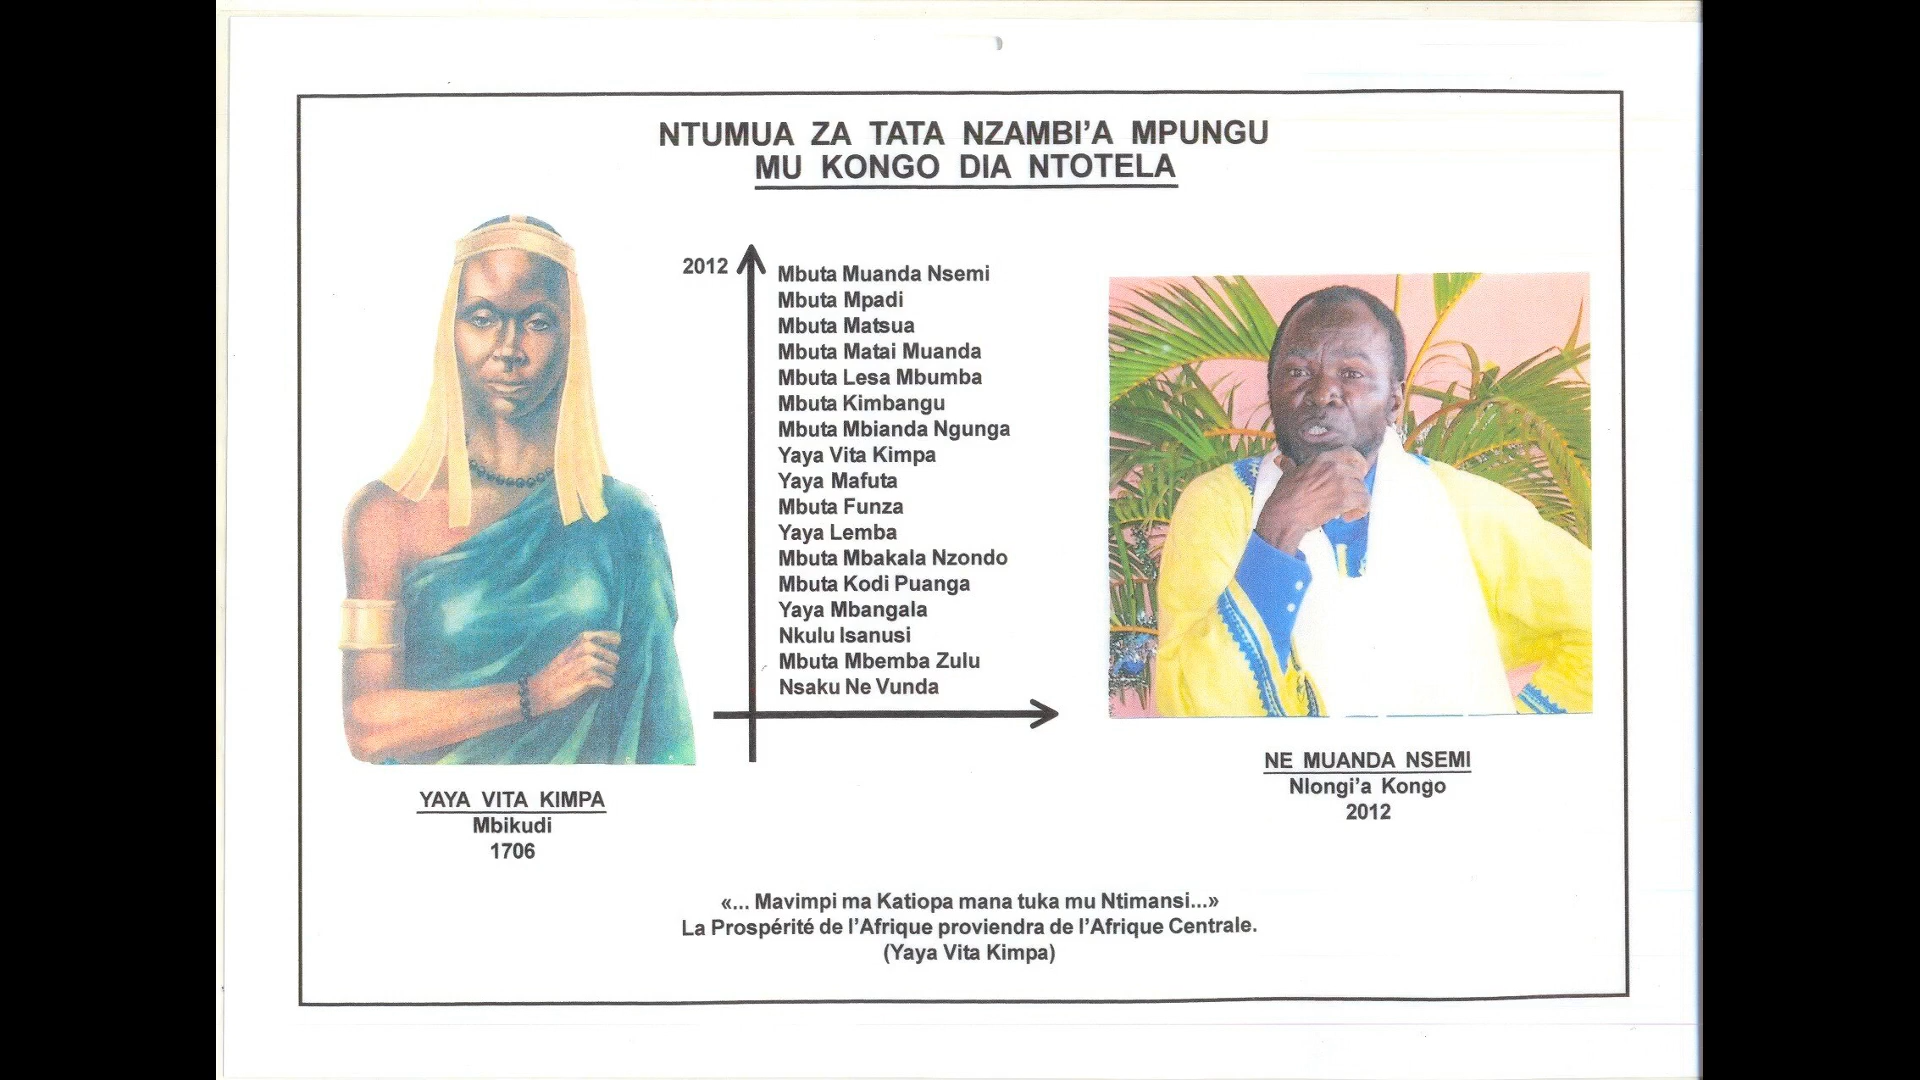 NTUMUA ZA TATA NZAMBI'A MPUNGU
MU KONGO DIA NTOTELA
2012
Mbuta Muanda Nsemi
Mbuta Mpadi
Mbuta Matsua
Mbuta Matai Muanda
Mbuta Lesa Mbumba
Mbuta Kimbangu
Mbuta Mbianda Ngunga
Yaya Vita Kimpa
Yaya Mafuta
Mbuta Funza
Yaya Lemba
Mbuta Mbakala Nzondo
Mbuta Kodi Puanga
Yaya Mbangala
Nkulu Isanusi
Mbuta Mbemba Zulu
Nsaku Ne Vunda
YAYA VITA KIMPA
Mbikudi
1706
NE MUANDA NSEMI
Nlongi'a Kongo
2012
«... Mavimpi ma Katiopa mana tuka mu Ntimansi...»
La Prospérité de l'Afrique proviendra de l'Afrique Centrale.
(Yaya Vita Kimpa)